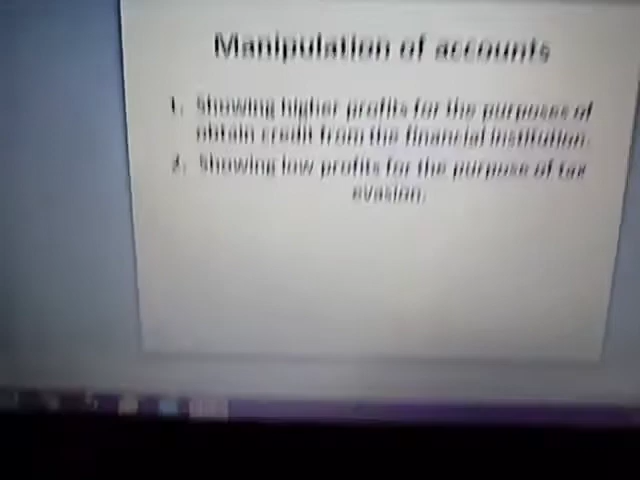 Manipulation of accounts
1. Showing higher profits for the purposes of
obtain credit from the financial institution.
2. Showing low profits for the purpose of tax
evasion.